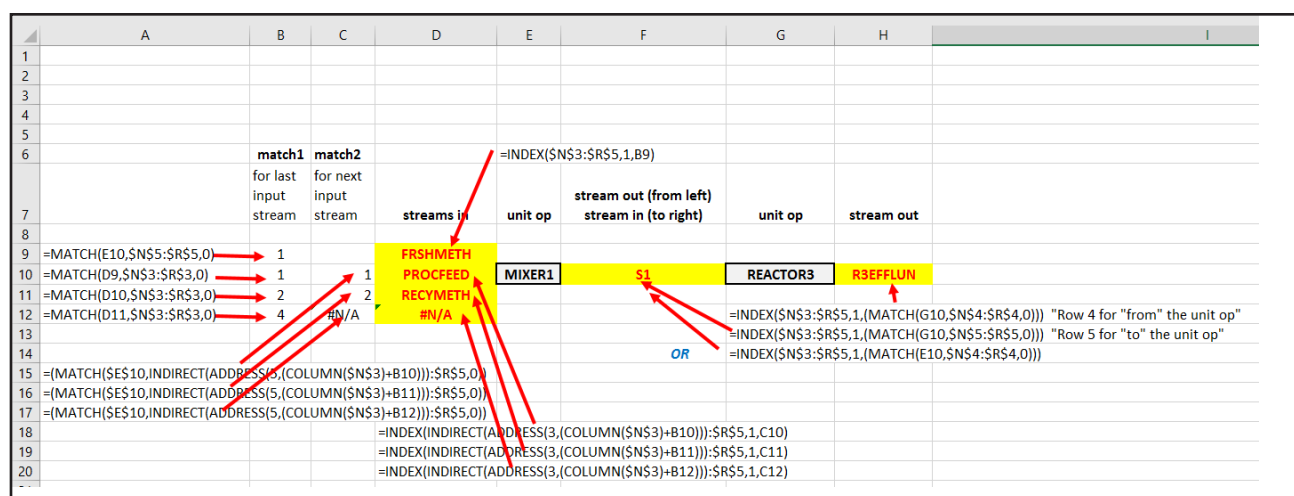 A B C D E F G H I
1
2
3
4
5
6 match1 match2 =INDEX($N$3:$R$5,1,B9)
for last for next
input input stream out (from left)
7 stream stream streams in unit op stream in (to right) unit op stream out
8
9 =MATCH(E10,$N$5:$R$5,0) 1 FRSHMETH
10 =MATCH(D9,$N$3:$R$3,0) 1 1 PROCFEED MIXER1 S1 REACTOR3 R3EFFLUN
11 =MATCH(D10,$N$3:$R$3,0) 2 2 RECYMETH
12 =MATCH(D11,$N$3:$R$3,0) 4 #N/A #N/A =INDEX($N$3:$R$5,1,(MATCH(G10,$N$4:$R$4,0))) "Row 4 for "from" the unit op"
13 =INDEX($N$3:$R$5,1,(MATCH(G10,$N$5:$R$5,0))) "Row 5 for "to" the unit op"
14 OR =INDEX($N$3:$R$5,1,(MATCH(E10,$N$4:$R$4,0)))
15 =(MATCH($E$10,INDIRECT(ADDRESS(5,(COLUMN($N$3)+B10))):$R$5,0))
16 =(MATCH($E$10,INDIRECT(ADDRESS(5,(COLUMN($N$3)+B11))):$R$5,0))
17 =(MATCH($E$10,INDIRECT(ADDRESS(5,(COLUMN($N$3)+B12))):$R$5,0))
18 =INDEX(INDIRECT(ADDRESS(3,(COLUMN($N$3)+B10))):$R$5,1,C10)
19 =INDEX(INDIRECT(ADDRESS(3,(COLUMN($N$3)+B11))):$R$5,1,C11)
20 =INDEX(INDIRECT(ADDRESS(3,(COLUMN($N$3)+B12))):$R$5,1,C12)